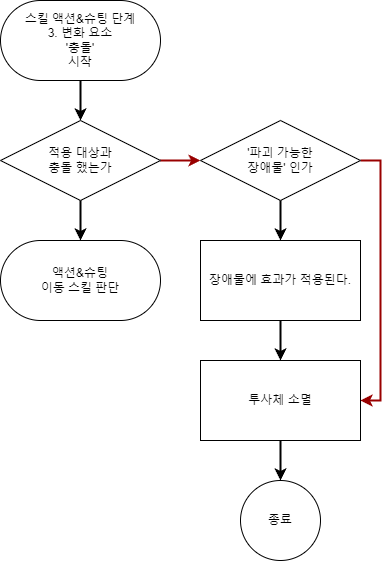 스킬 액션&슈팅 단계
3. 변화 요소
'충돌'
시작
적용 대상과
충돌 했는가
'파괴 가능한
장애물' 인가
액션&슈팅
이동 스킬 판단
장애물에 효과가 적용된다.
투사체 소멸
종료